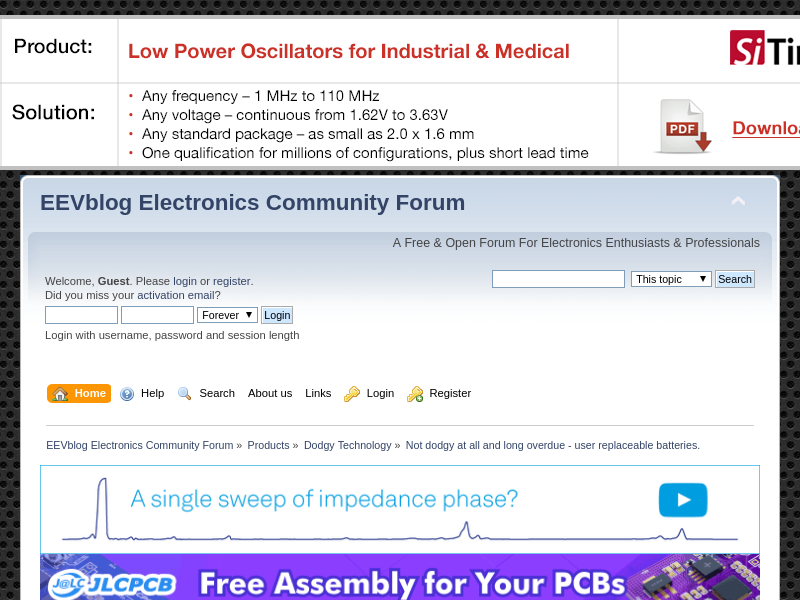 Product:
Low Power Oscillators for Industrial & Medical
SiTi
Solution:
• Any frequency – 1 MHz to 110 MHz
• Any voltage – continuous from 1.62V to 3.63V
• Any standard package – as small as 2.0 x 1.6 mm
• One qualification for millions of configurations, plus short lead time
PDF
Downloa
EEVblog Electronics Community Forum
A Free & Open Forum For Electronics Enthusiasts & Professionals
Welcome, Guest. Please login or register.
Did you miss your activation email?
This topic ▼ Search
Forever ▼ Login
Login with username, password and session length
Home Help Search About us Links Login Register
EEVblog Electronics Community Forum » Products » Dodgy Technology » Not dodgy at all and long overdue - user replaceable batteries.
A single sweep of impedance phase?
J@LC JLCPCB Free Assembly for Your PCBs